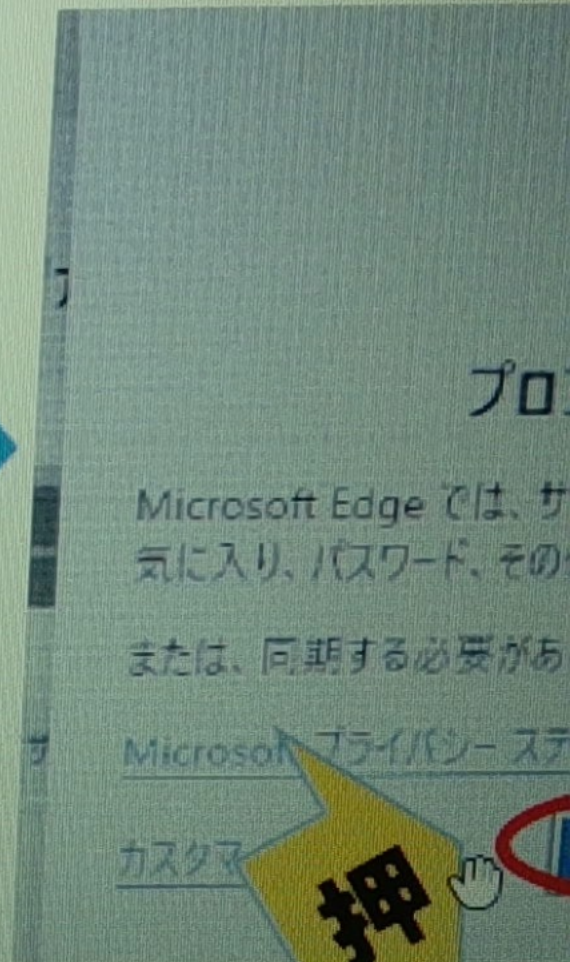 プロ
Microsoft Edge では、サ
気に入り、パスワード、その
または、同期する必要があ
Microsof プライバシー ステ
カスタマ
押